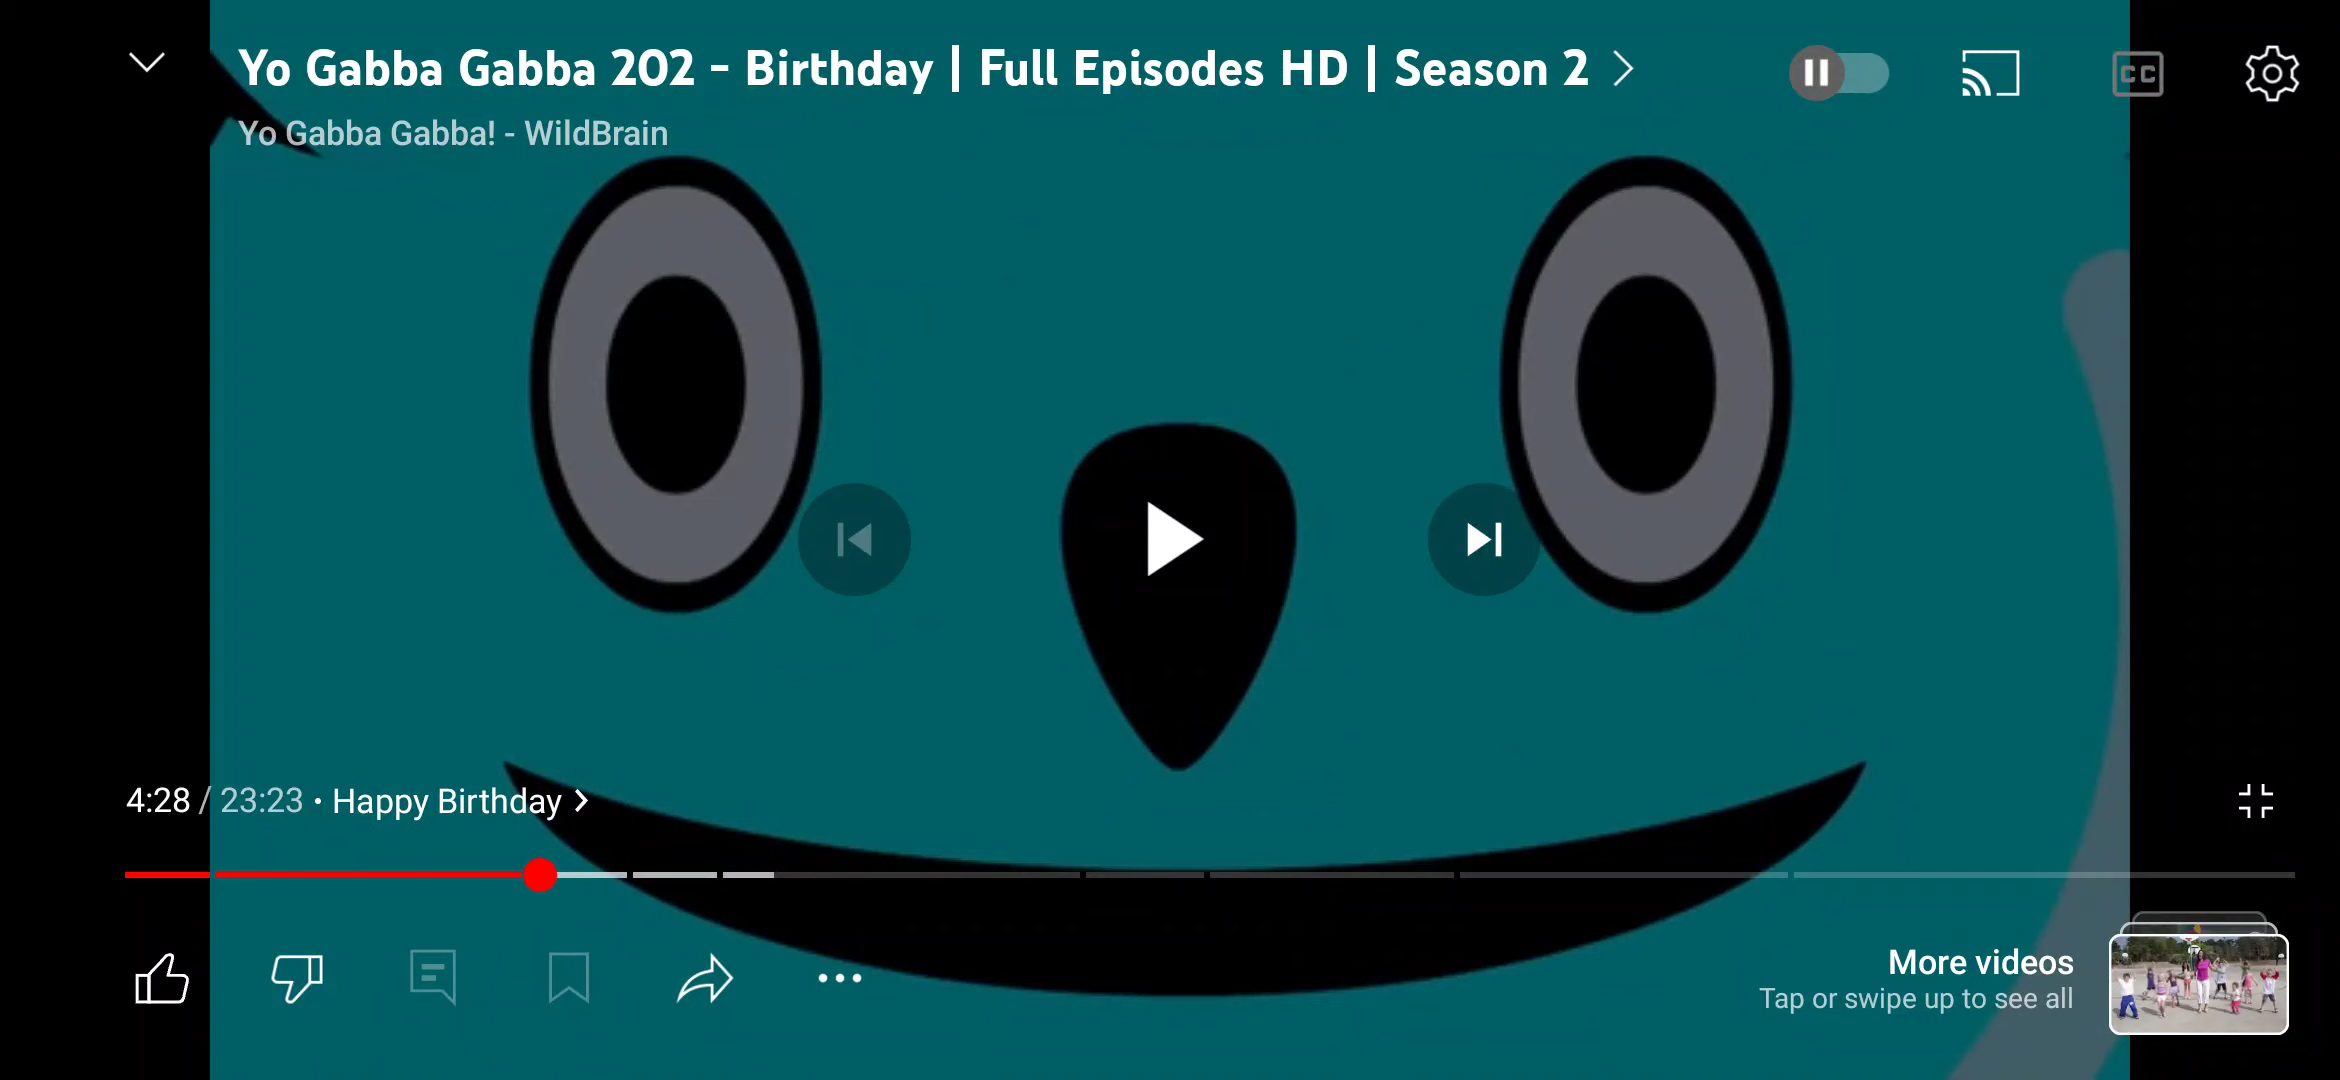 Yo Gabba Gabba 202 - Birthday | Full Episodes HD | Season 2
CC
Yo Gabba Gabba! - WildBrain
4:28 / 23:23 • Happy Birthday
More videos
Tap or swipe up to see all